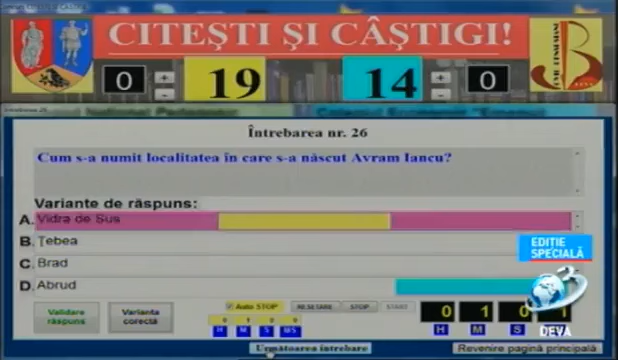 CITEŞTI ŞI CÂŞTIGI!
0 19 14 0
Întrebarea nr. 26
Cum s-a numit localitatea în care s-a născut Avram Iancu?
Variante de răspuns:
A. Vidra de Sus
B. Ţebea
C. Brad
D. Abrud
EDIȚIE
SPECIALĂ
Validare
răspuns
Varianta
corectă
Auto STOP
RESETARE
STOP
START
H M S MS
0 1 0 1
H M S
DEVA
Următoarea întrebare
Revenire pagină principală